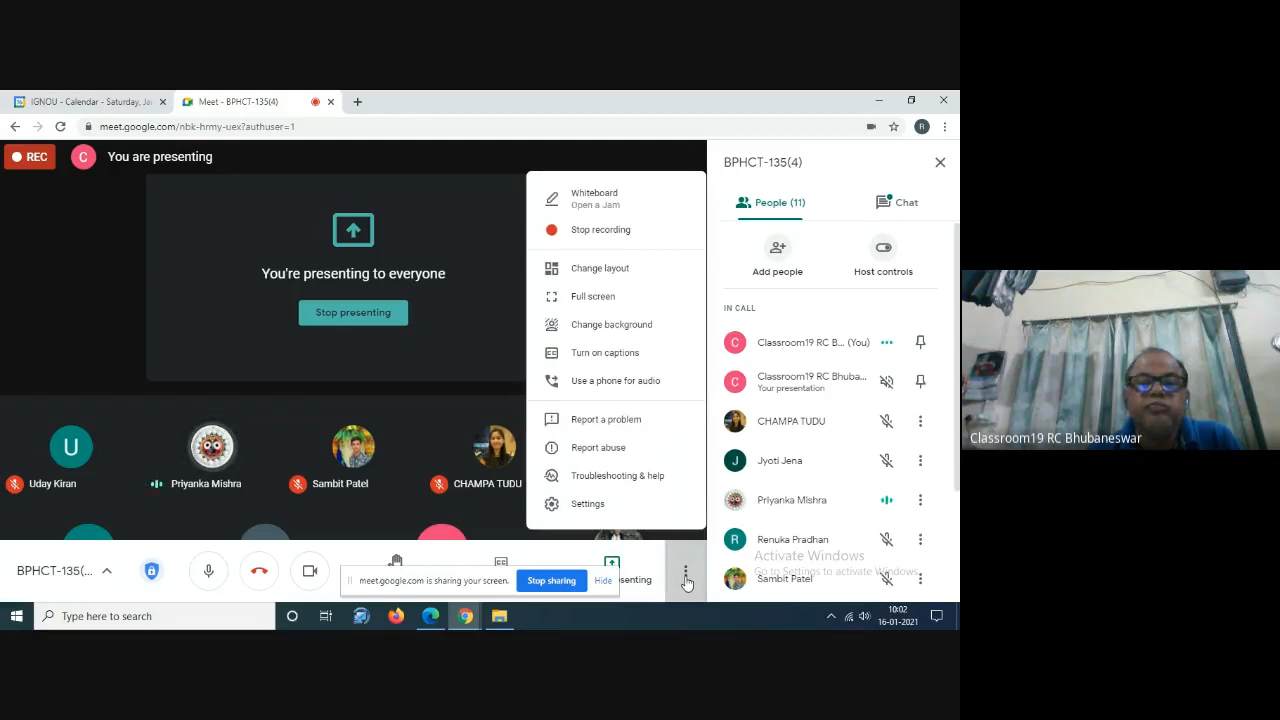 IGNOU - Calendar - Saturday, Ja
Meet - BPHCT-135(4)
meet.google.com/nbk-hrmy-uex?authuser=1
R
REC
C
You are presenting
You're presenting to everyone
Stop presenting
Whiteboard
Open a Jam
Stop recording
Change layout
Full screen
Change background
Turn on captions
Use a phone for audio
Report a problem
Report abuse
Troubleshooting & help
Settings
BPHCT-135(4)
People (11)
Chat
Add people
Host controls
IN CALL
C
Classroom19 RC B... (You)
C
Classroom19 RC Bhuba...
Your presentation
CHAMPA TUDU
J
Jyoti Jena
Priyanka Mishra
R
Renuka Pradhan
Sambit Patel
Activate Windows
Go to Settings to activate Windows.
U
Uday Kiran
Priyanka Mishra
Sambit Patel
CHAMPA TUDU
BPHCT-135(...
meet.google.com is sharing your screen.
Stop sharing
Hide
senting
Type here to search
10:02
16-01-2021
Classroom19 RC Bhubaneswar